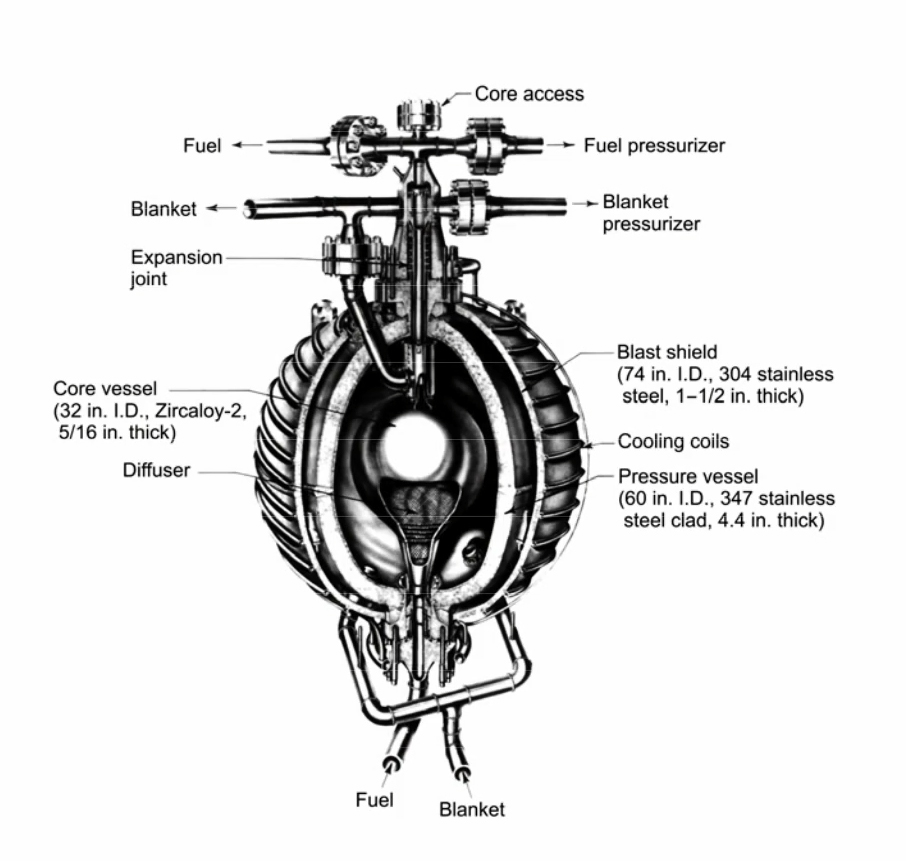 Core access
Fuel
Fuel pressurizer
Blanket
Blanket
pressurizer
Expansion
joint
Blast shield
(74 in. I.D., 304 stainless
steel, 1–1/2 in. thick)
Core vessel
(32 in. I.D., Zircaloy-2,
5/16 in. thick)
Cooling coils
Diffuser
Pressure vessel
(60 in. I.D., 347 stainless
steel clad, 4.4 in. thick)
Fuel
Blanket